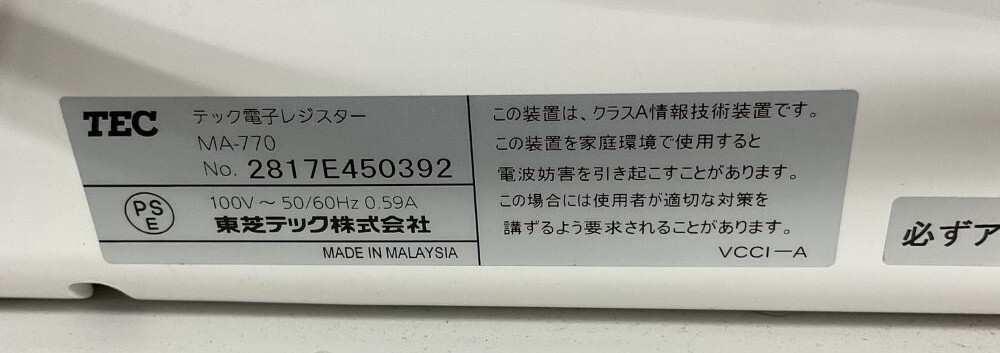 TEC
テック電子レジスター
MA-770
No. 2817E450392
PS
E
100V～50/60Hz 0.59A
東芝テック株式会社
MADE IN MALAYSIA
この装置は、クラスA情報技術装置です。
この装置を家庭環境で使用すると
電波妨害を引き起こすことがあります。
この場合には使用者が適切な対策を
講ずるよう要求されることがあります。
VCCI-A
必ずア